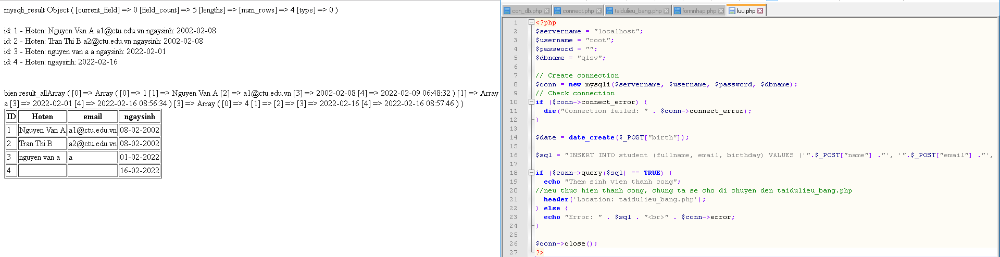 mysqli_result Object ( [current_field] => 0 [field_count] => 5 [lengths] => [num_rows] => 4 [type] => 0 )
id: 1 - Hoten: Nguyen Van A a1@ctu.edu.vn ngaysinh: 2002-02-08
id: 2 - Hoten: Tran Thi B a2@ctu.edu.vn ngaysinh: 2002-02-08
id: 3 - Hoten: nguyen van a a ngaysinh: 2022-02-01
id: 4 - Hoten: ngaysinh: 2022-02-16
bien result_allArray ( [0] => Array ( [0] => 1 [1] => Nguyen Van A [2] => a1@ctu.edu.vn [3] => 2002-02-08 [4] => 2022-02-09 06:48:32 ) [1] => Array
a [3] => 2022-02-01 [4] => 2022-02-16 08:56:34 ) [3] => Array ( [0] => 4 [1] => [2] => [3] => 2022-02-16 [4] => 2022-02-16 08:57:46 ) )
ID Hoten email ngaysinh
1 Nguyen Van A a1@ctu.edu.vn 08-02-2002
2 Tran Thi B a2@ctu.edu.vn 08-02-2002
3 nguyen van a a 01-02-2022
4 16-02-2022
con_db.php connect.php taidulieu_bang.php formnhap.php luu.php
1 <?php
2 $servername = "localhost";
3 $username = "root";
4 $password = "";
5 $dbname = "qlsv";
6
7 // Create connection
8 $conn = new mysqli($servername, $username, $password, $dbname);
9 // Check connection
10 if ($conn->connect_error) {
11 die("Connection failed: " . $conn->connect_error);
12 }
13
14 $date = date_create($_POST["birth"]);
15
16 $sql = "INSERT INTO student (fullname, email, birthday) VALUES ('".$_POST["name"] ."', '".$_POST["email"] ."',
17
18 if ($conn->query($sql) == TRUE) {
19 echo "Them sinh vien thanh cong";
20 //neu thuc hien thanh cong, chung ta se cho di chuyen den taidulieu_bang.php
21 header('Location: taidulieu_bang.php');
22 } else {
23 echo "Error: " . $sql . "<br>" . $conn->error;
24 }
25
26 $conn->close();
27 ?>